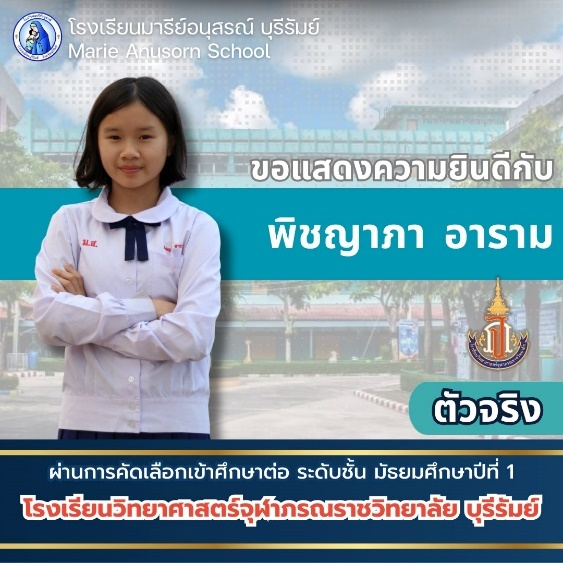 โรงเรียนมารีย์อนุสรณ์ บุรีรัมย์
Marie Anusorn School
ขอแสดงความยินดีกับ
พิชญาภา อาราม
ม.ส.
ตัวจริง
ผ่านการคัดเลือกเข้าศึกษาต่อ ระดับชั้น มัธยมศึกษาปีที่ 1
โรงเรียนวิทยาศาสตร์จุฬาภรณราชวิทยาลัย บุรีรัมย์